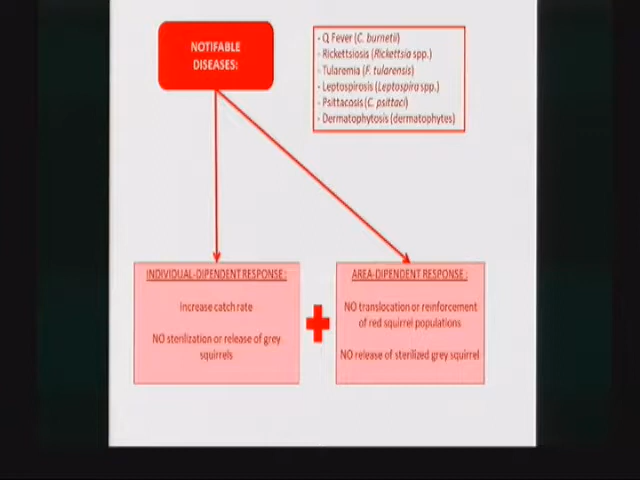 NOTIFABLE
DISEASES:
- Q Fever (C. burnetii)
- Rickettsiosis (Rickettsia spp.)
- Tularemia (F. tularensis)
- Leptospirosis (Leptospira spp.)
- Psittacosis (C. psittaci)
- Dermatophytosis (dermatophytes)
INDIVIDUAL-DIPENDENT RESPONSE :
Increase catch rate
NO sterilization or release of grey
squirrels
AREA-DEPENDENT RESPONSE :
NO translocation or reinforcement
of red squirrel populations
NO release of sterilized grey squirrel